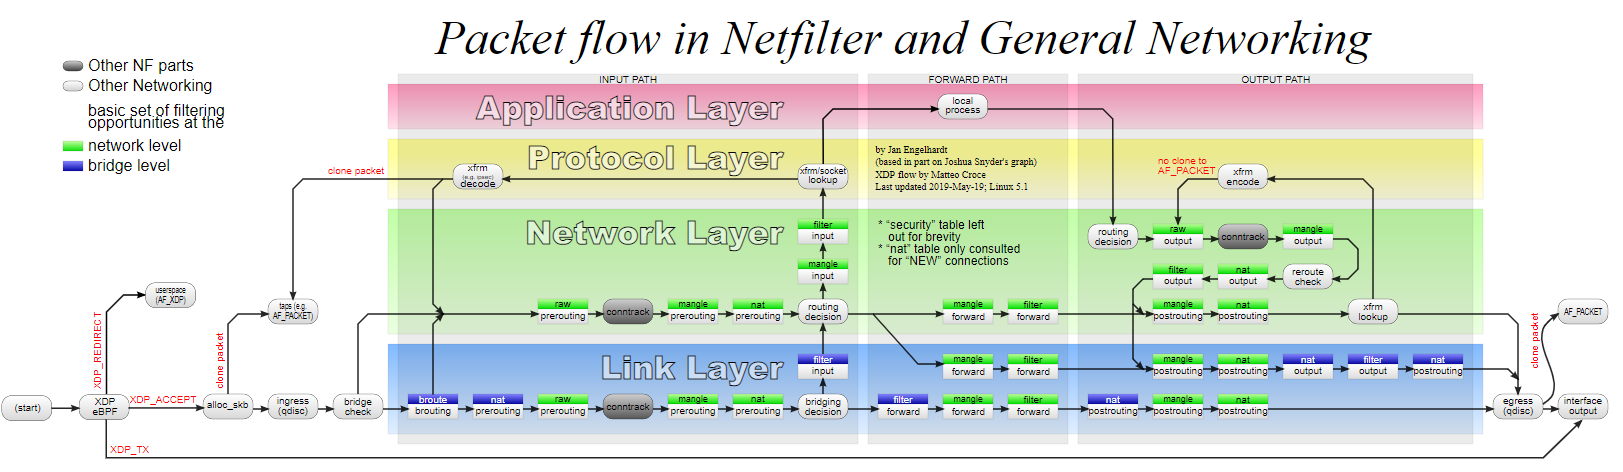 Packet flow in Netfilter and General Networking
Other NF parts
Other Networking
basic set of filtering
opportunities at the
network level
bridge level
INPUT PATH
FORWARD PATH
OUTPUT PATH
Application Layer
local
process
Protocol Layer
clone packet
xfrm
(e.g. ipsec)
decode
xfrm/socket
lookup
by Jan Engelhardt
(based in part on Joshua Snyder's graph)
XDP flow by Matteo Croce
Last updated 2019-May-19; Linux 5.1
no clone to
AF_PACKET
xfrm
encode
Network Layer
filter
input
mangle
input
* “security” table left
out for brevity
* “nat” table only consulted
for “NEW” connections
routing
decision
raw
output
conntrack
mangle
output
filter
output
nat
output
reroute
check
userspace
(AF_XDP)
taps (e.g.
AF_PACKET)
raw
prerouting
conntrack
mangle
prerouting
nat
prerouting
routing
decision
mangle
forward
filter
forward
mangle
postrouting
nat
postrouting
xfrm
lookup
AF_PACKET
XDP_REDIRECT
clone packet
clone packet
Link Layer
filter
input
mangle
forward
filter
forward
mangle
postrouting
nat
postrouting
nat
output
filter
output
nat
postrouting
(start)
XDP
eBPF
XDP_ACCEPT
alloc_skb
ingress
(qdisc)
bridge
check
broute
brouting
nat
prerouting
raw
prerouting
conntrack
mangle
prerouting
nat
prerouting
bridging
decision
filter
forward
mangle
forward
filter
forward
nat
postrouting
mangle
postrouting
nat
postrouting
egress
(qdisc)
interface
output
XDP_TX